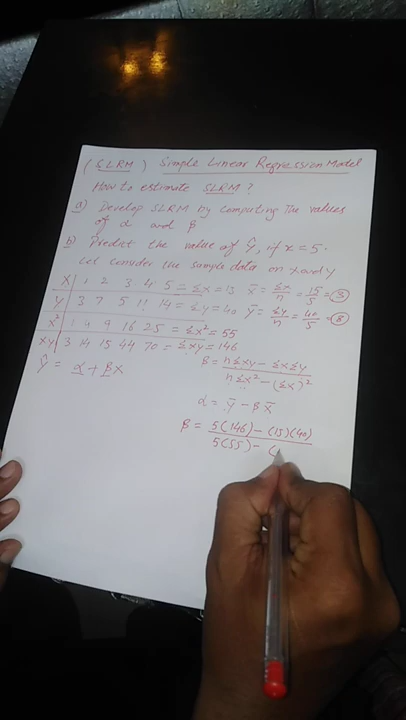 (SLRM) Simple Linear Regression Model
How to estimate SLRM?
a) Develop SLRM by computing The values
of α and β
b) Predict the value of Ŷ, if x = 5.
Let consider the sample data on x and y
X | 1 2 3 4 5 = Σx = 15 x̄ = Σx/n = 15/5 = 3
Y | 3 7 5 11 14 = Σy = 40 ȳ = Σy/n = 40/5 = 8
X² | 1 4 9 16 25 = Σx² = 55
XY | 3 14 15 44 70 = Σxy = 146
Ŷ = α + βX β = nΣxy - ΣxΣy / nΣx² - (Σx)²
α = ȳ - β x̄
β = 5(146) - (15)(40) / 5(55) - (